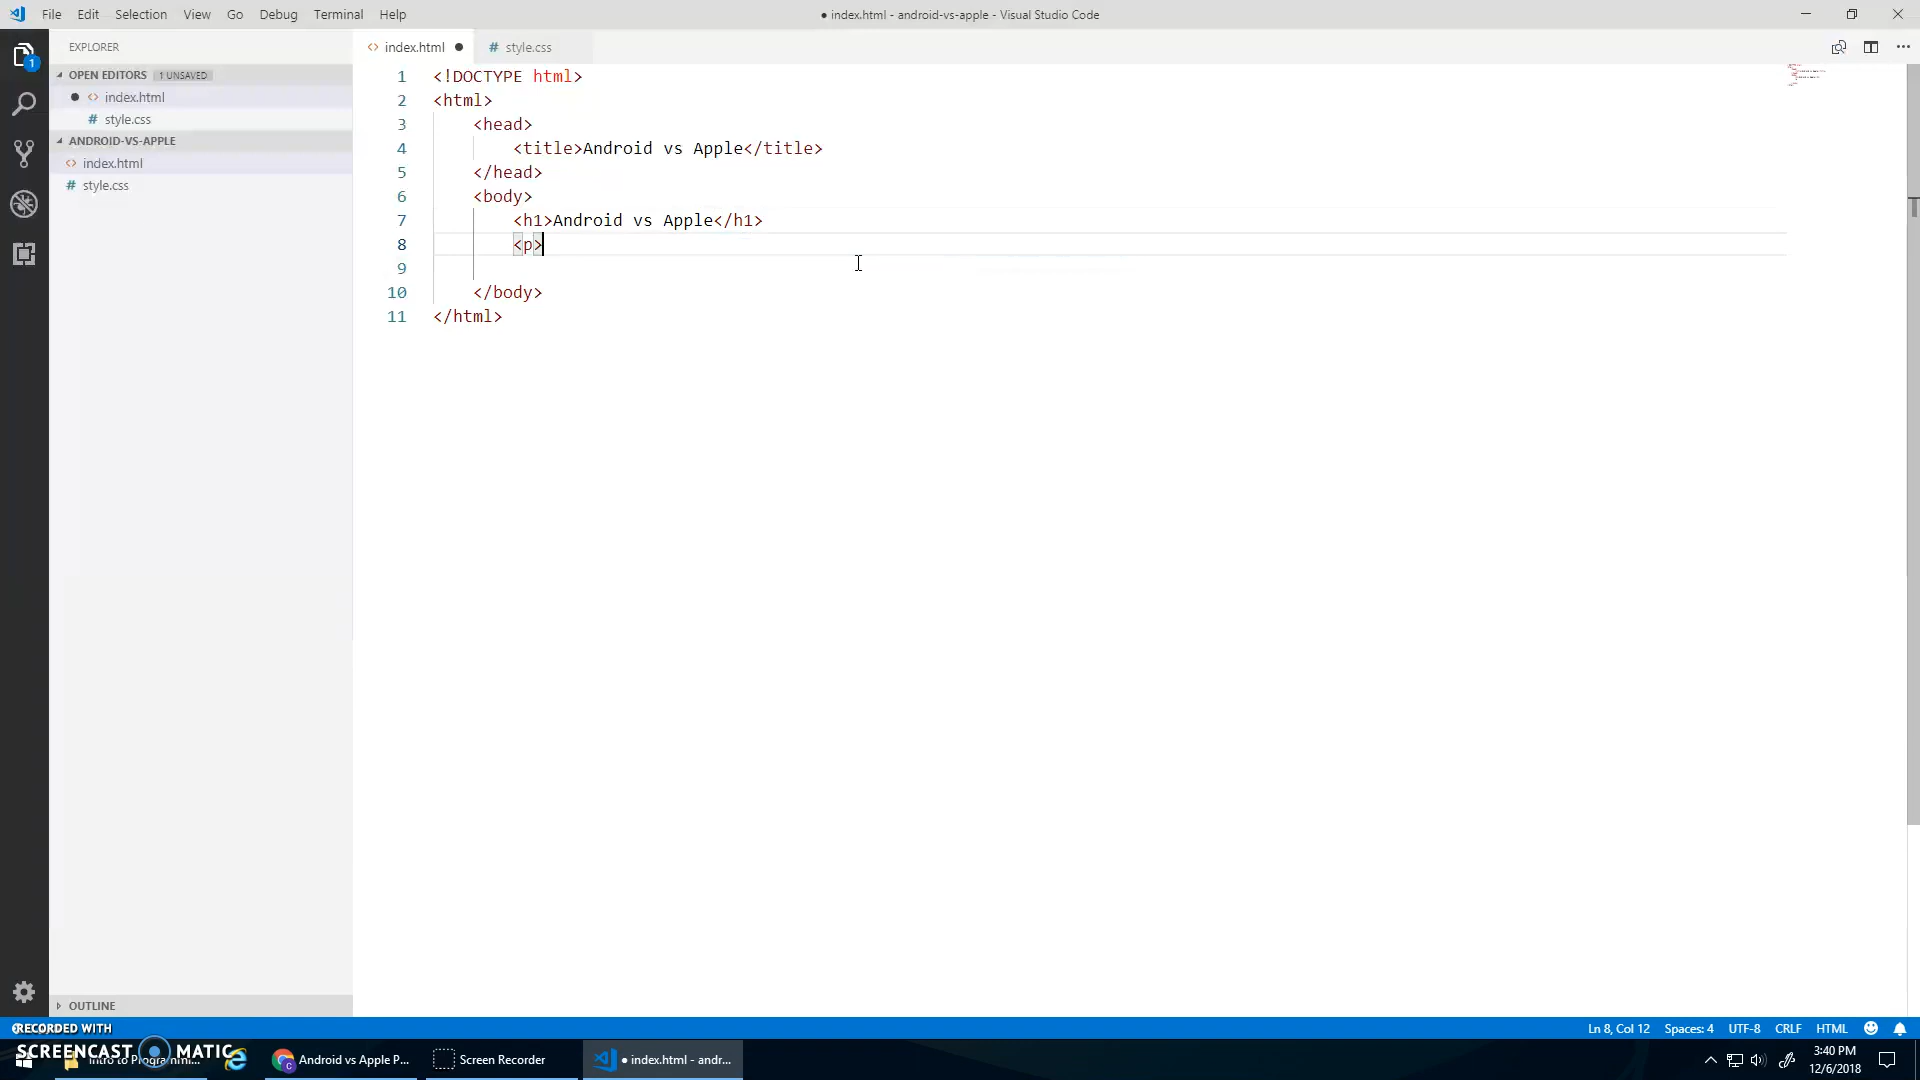 File Edit Selection View Go Debug Terminal Help
● index.html - android-vs-apple - Visual Studio Code
EXPLORER
OPEN EDITORS 1 UNSAVED
index.html
style.css
ANDROID-VS-APPLE
index.html
style.css
OUTLINE
index.html
style.css
1 <!DOCTYPE html>
2 <html>
3 <head>
4 <title>Android vs Apple</title>
5 </head>
6 <body>
7 <h1>Android vs Apple</h1>
8 <p>
9
10 </body>
11 </html>
1
Ln 8, Col 12 Spaces: 4 UTF-8 CRLF HTML
RECORDED WITH
SCREENCAST MATIC
Intro to Programmi...
Android vs Apple P...
Screen Recorder
● index.html - andr...
3:40 PM
12/6/2018